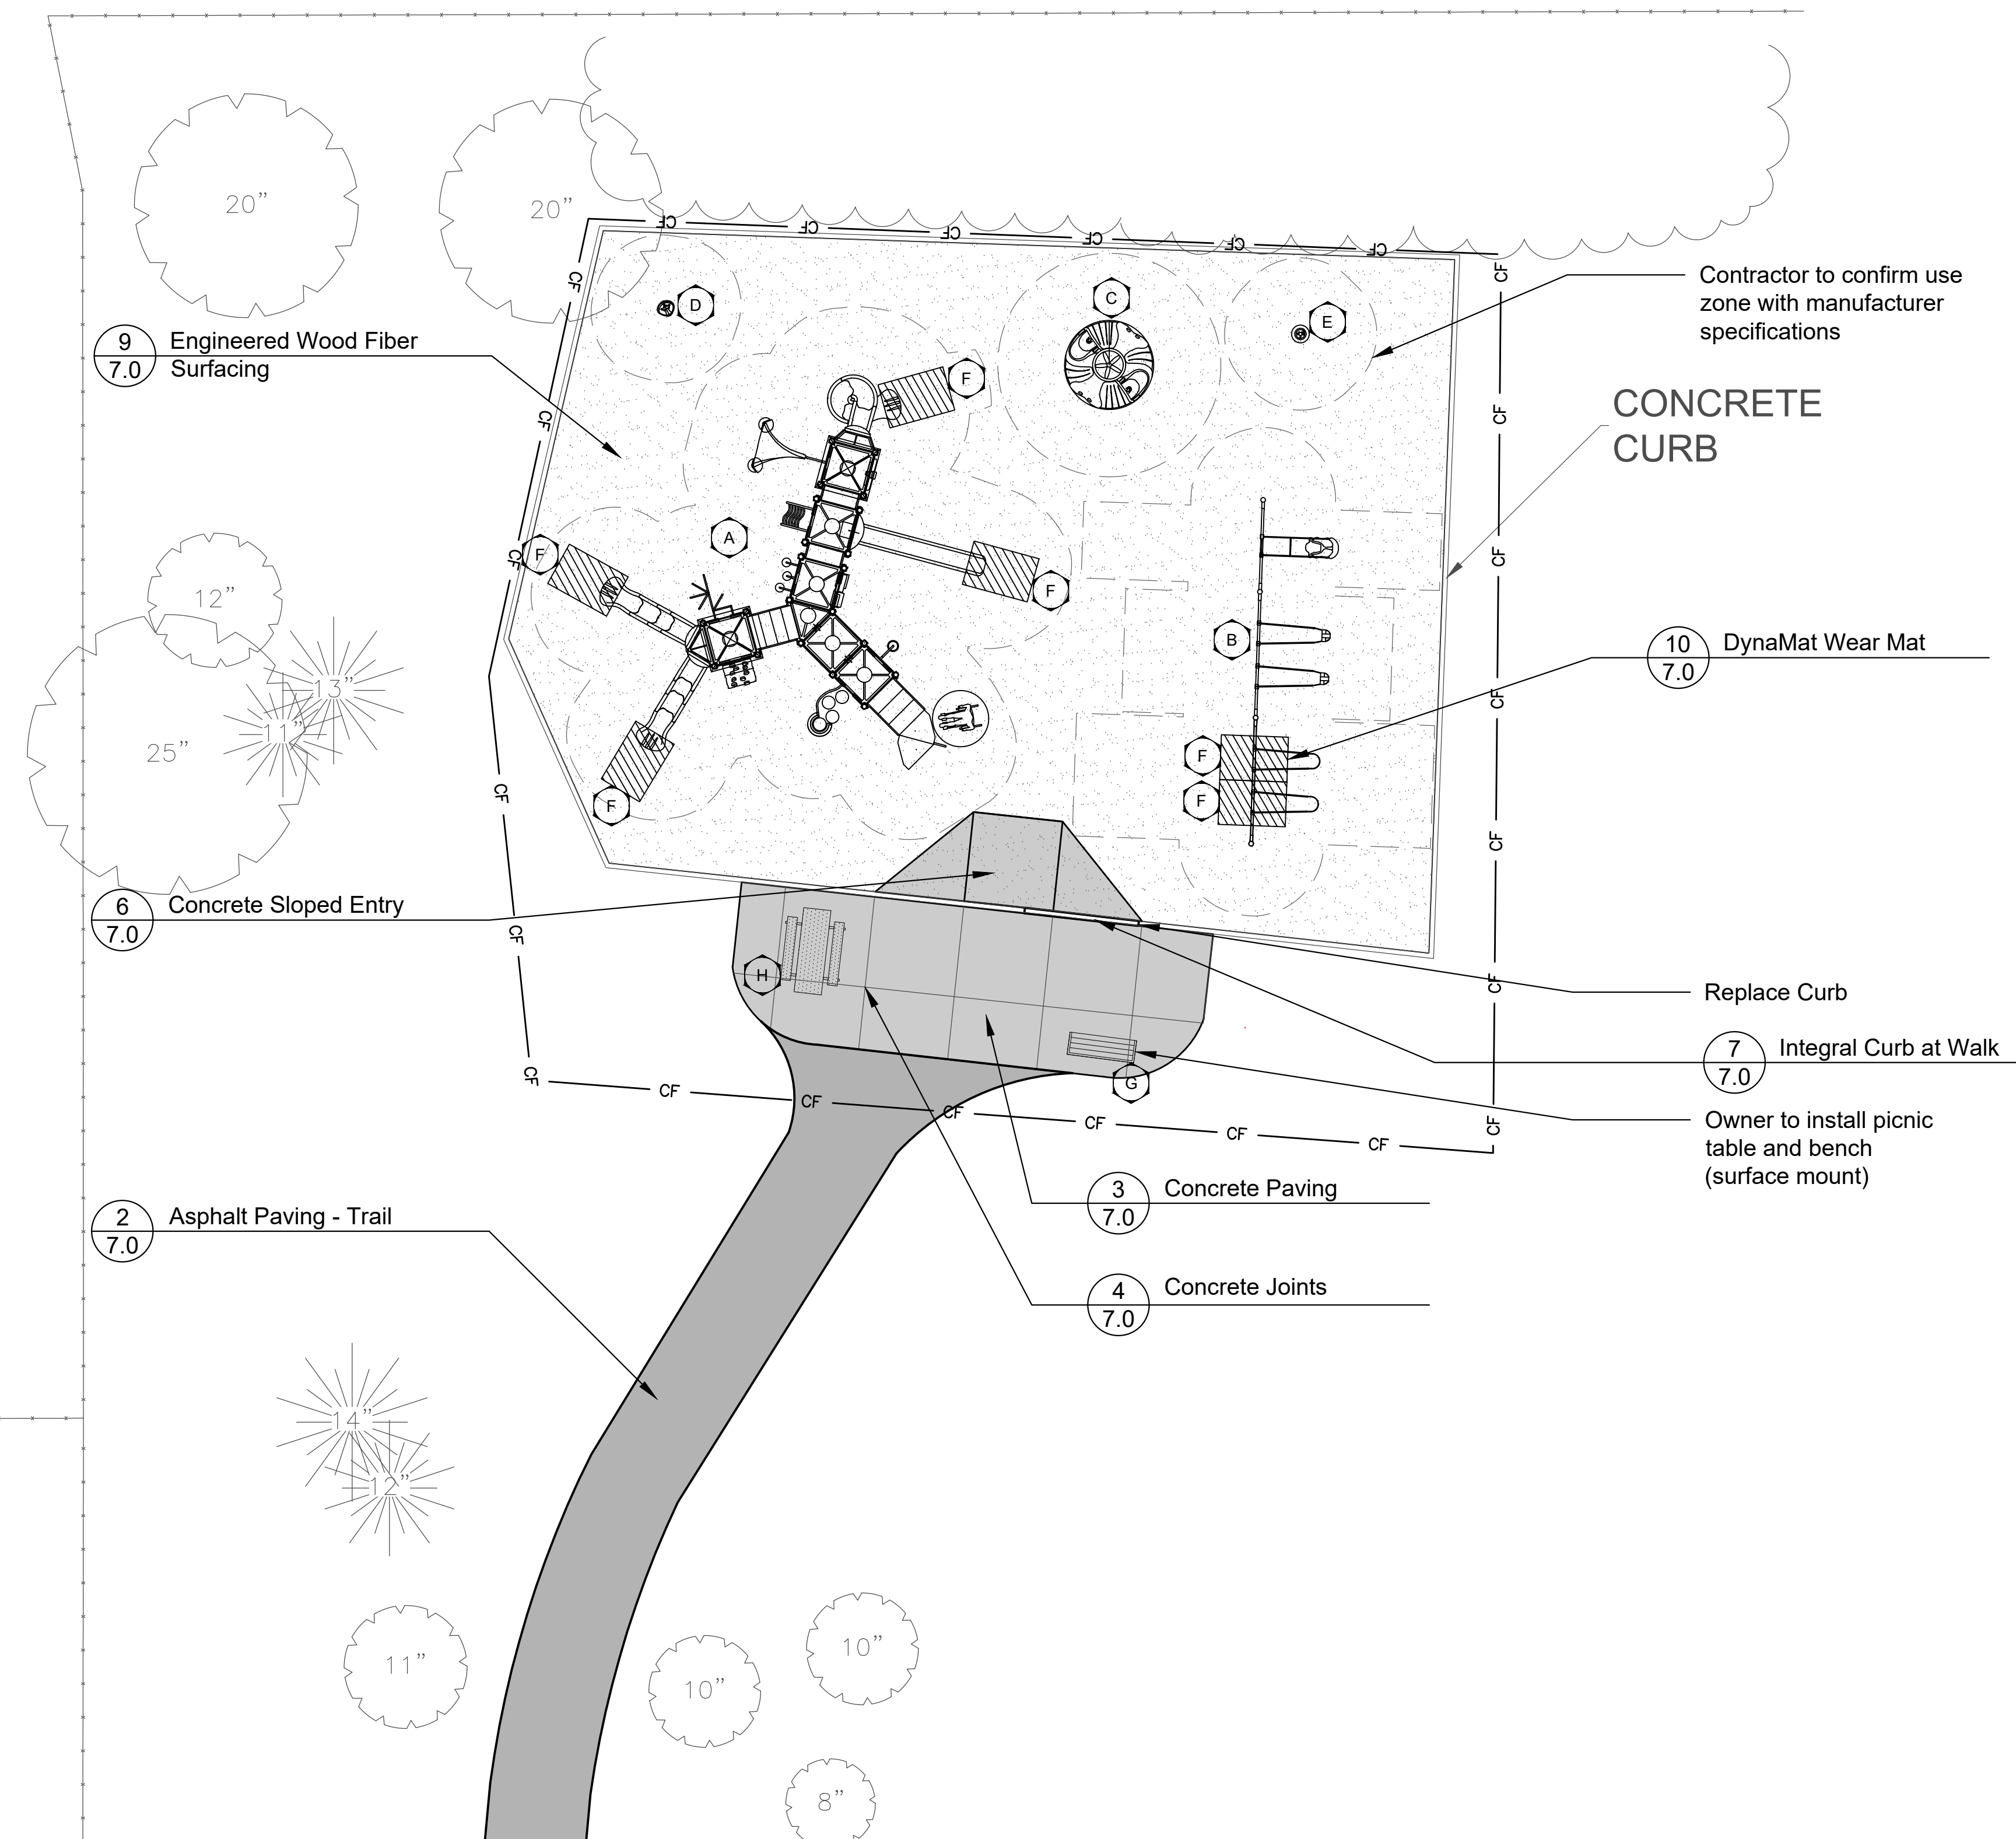 20”
20”
CF
CF
CF
CF
CF
CF
CF
CF
D
C
E
Contractor to confirm use
zone with manufacturer
specifications
9
7.0
Engineered Wood Fiber
Surfacing
F
CONCRETE
CURB
CF
CF
A
F
CF
CF
F
12”
B
10
7.0
DynaMat Wear Mat
13”
11”
25”
CF
F
F
F
CF
CF
6
7.0
Concrete Sloped Entry
CF
H
CF
Replace Curb
7
7.0
Integral Curb at Walk
CF
CF
CF
CF
CF
CF
CF
CF
G
Owner to install picnic
table and bench
(surface mount)
3
7.0
Concrete Paving
2
7.0
Asphalt Paving - Trail
4
7.0
Concrete Joints
14”
12”
11”
10”
10”
8”